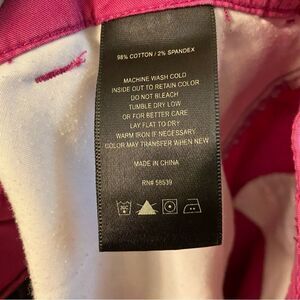 98% COTTON / 2% SPANDEX
MACHINE WASH COLD
INSIDE OUT TO RETAIN COLOR
DO NOT BLEACH
TUMBLE DRY LOW
OR FOR BETTER CARE
LAY FLAT TO DRY
WARM IRON IF NECESSARY
COLOR MAY TRANSFER WHEN NEW
MADE IN CHINA
RN# 58539